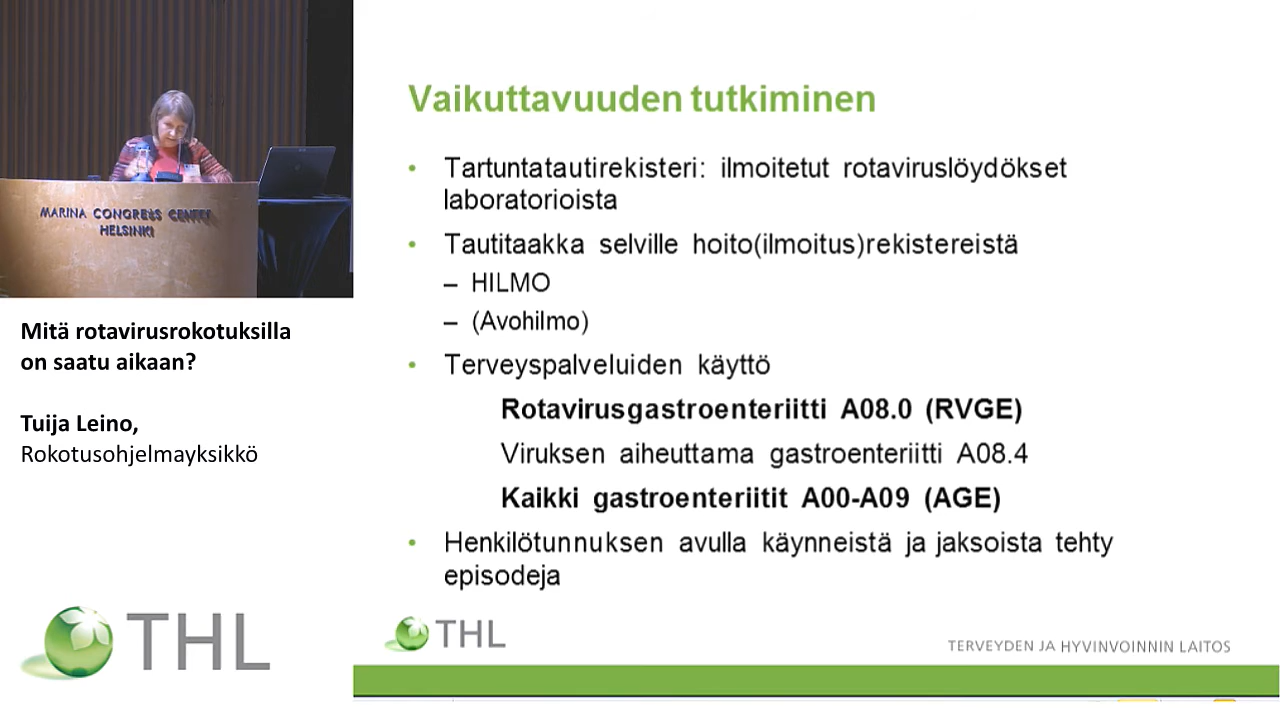 MARINA CONGRESS CENTER
HELSINKI
Mitä rotavirusrokotuksilla
on saatu aikaan?
Tuija Leino,
Rokotusohjelmayksikkö
THL
Vaikuttavuuden tutkiminen
• Tartuntatautirekisteri: ilmoitetut rotaviruslöydökset
laboratorioista
• Tautitaakka selville hoito(ilmoitus)rekistereistä
– HILMO
– (Avohilmo)
• Terveyspalveluiden käyttö
Rotavirusgastroenteriitti A08.0 (RVGE)
Viruksen aiheuttama gastroenteriitti A08.4
Kaikki gastroenteriitit A00-A09 (AGE)
• Henkilötunnuksen avulla käynneistä ja jaksoista tehty
episodeja
THL
TERVEYDEN JA HYVINVOINNIN LAITOS